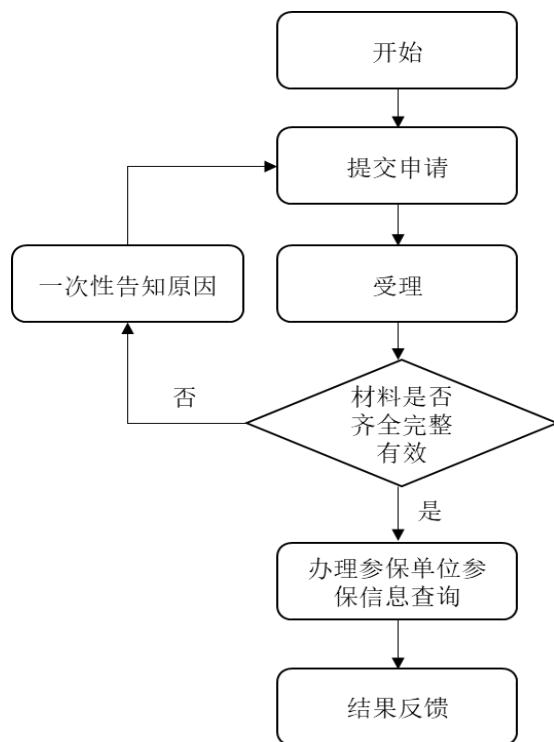 开始
提交申请
一次性告知原因
受理
否
材料是否
齐全完整
有效
是
办理参保单位参
保信息查询
结果反馈